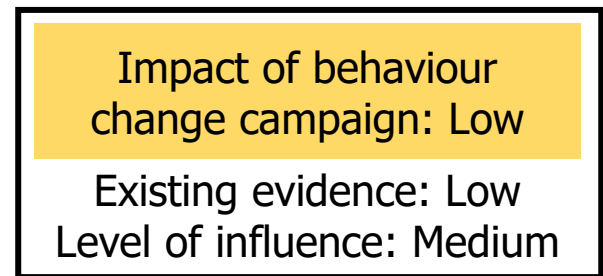 Impact of behaviour
change campaign: Low
Existing evidence: Low
Level of influence: Medium